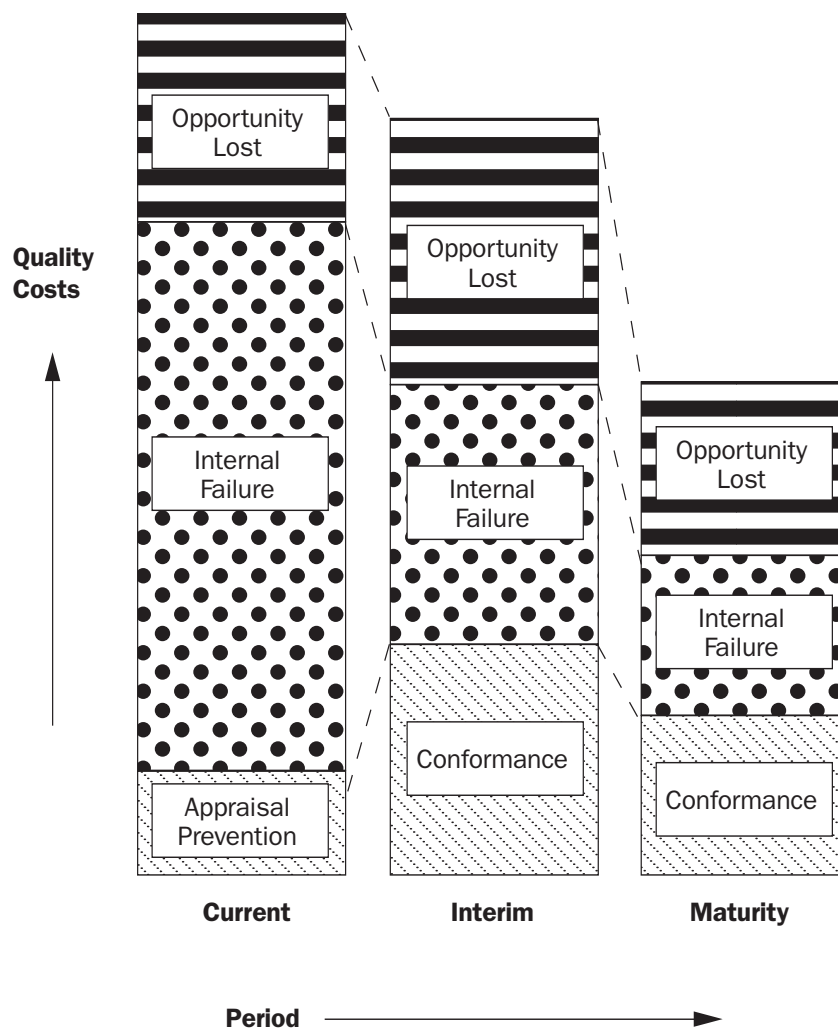 Opportunity
Lost
Opportunity
Lost
Quality
Costs
Opportunity
Lost
Internal
Failure
Internal
Failure
Internal
Failure
Conformance
Appraisal
Prevention
Conformance
Current
Interim
Maturity
Period